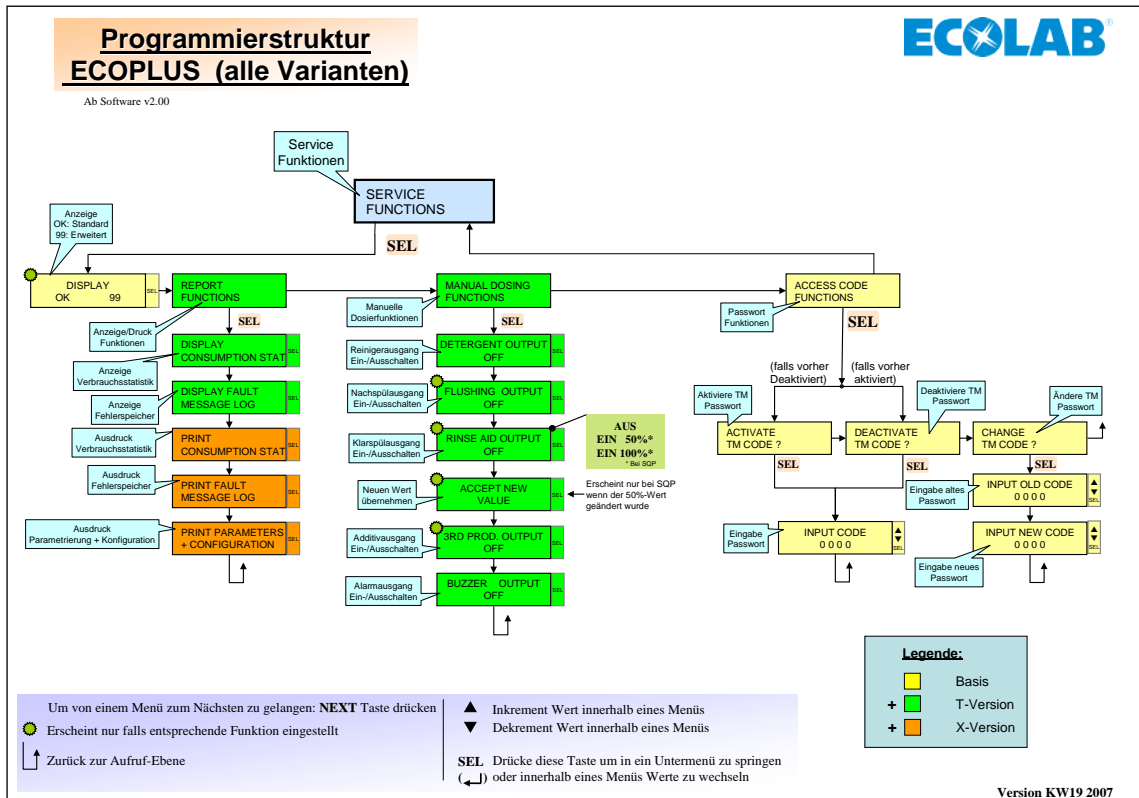 Programmierstruktur
ECOPLUS (alle Varianten)
Ab Software v2.00
ECOLAB®
Service
Funktionen
SERVICE
FUNCTIONS
SEL
Anzeige
OK: Standard
99: Erweitert
DISPLAY
OK 99
SEL
REPORT
FUNCTIONS
Anzeige/Druck
Funktionen
SEL
DISPLAY
CONSUMPTION STAT
SEL
Anzeige
Verbrauchsstatistik
DISPLAY FAULT
MESSAGE LOG
SEL
Anzeige
Fehlerspeicher
PRINT
CONSUMPTION STAT
SEL
Ausdruck
Verbrauchsstatistik
PRINT FAULT
MESSAGE LOG
SEL
Ausdruck
Fehlerspeicher
PRINT PARAMETERS
+ CONFIGURATION
SEL
Ausdruck
Parametrierung + Konfiguration
MANUAL DOSING
FUNCTIONS
Manuelle
Dosierfunktionen
SEL
DETERGENT OUTPUT
OFF
SEL
Reinigerausgang
Ein-/Ausschalten
FLUSHING OUTPUT
OFF
SEL
Nachspülausgang
Ein-/Ausschalten
RINSE AID OUTPUT
OFF
SEL
Klarspülausgang
Ein-/Ausschalten
AUS
EIN 50%*
EIN 100%*
* Bei SQP
ACCEPT NEW
VALUE
SEL
Neuen Wert
übernehmen
Erscheint nur bei SQP
wenn der 50%-Wert
geändert wurde
3RD PROD. OUTPUT
OFF
SEL
Additivausgang
Ein-/Ausschalten
BUZZER OUTPUT
OFF
SEL
Alarmausgang
Ein-/Ausschalten
ACCESS CODE
FUNCTIONS
Passwort
Funktionen
SEL
(falls vorher
Deaktiviert)
(falls vorher
aktiviert)
Aktiviere TM
Passwort
Deaktiviere TM
Passwort
Ändere TM
Passwort
ACTIVATE
TM CODE ?
DEACTIVATE
TM CODE ?
CHANGE
TM CODE ?
SEL
SEL
SEL
Eingabe altes
Passwort
INPUT OLD CODE
0 0 0 0
SEL
Eingabe
Passwort
INPUT CODE
0 0 0 0
SEL
INPUT NEW CODE
0 0 0 0
SEL
Eingabe neues
Passwort
Legende:
Basis
+ T-Version
+ X-Version
Um von einem Menü zum Nächsten zu gelangen: NEXT Taste drücken
Erscheint nur falls entsprechende Funktion eingestellt
Zurück zur Aufruf-Ebene
▲ Inkrement Wert innerhalb eines Menüs
▼ Dekrement Wert innerhalb eines Menüs
SEL Drücke diese Taste um in ein Untermenü zu springen
(↵) oder innerhalb eines Menüs Werte zu wechseln
Version KW19 2007